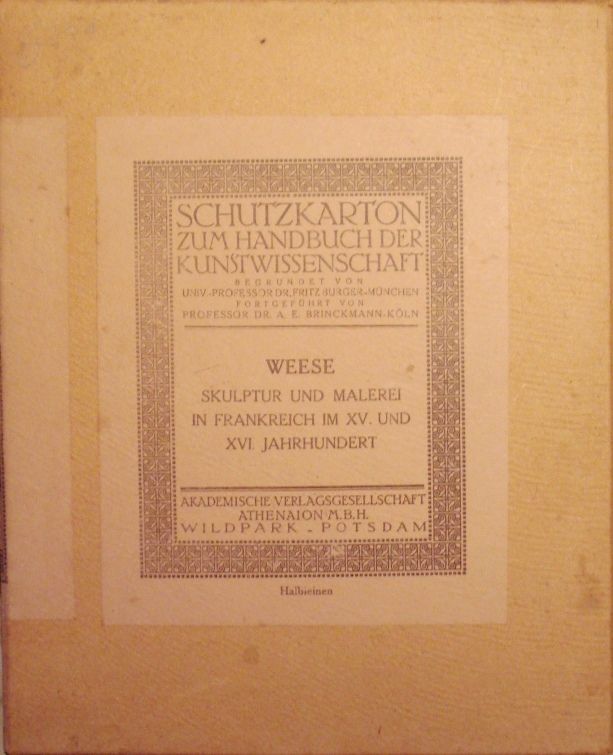 SCHUTZKARTON
ZUM HANDBUCH DER
KUNSTWISSENSCHAFT
BEGRÜNDET VON
UNIV.-PROFESSOR DR. FRITZ BURGER-MÜNCHEN
FORTGEFÜHRT VON
PROFESSOR DR. A. E. BRINCKMANN-KÖLN
WEESE
SKULPTUR UND MALEREI
IN FRANKREICH IM XV. UND
XVI. JAHRHUNDERT
AKADEMISCHE VERLAGSGESELLSCHAFT
ATHENAION M.B.H.
WILDPARK - POTSDAM
Halbleinen